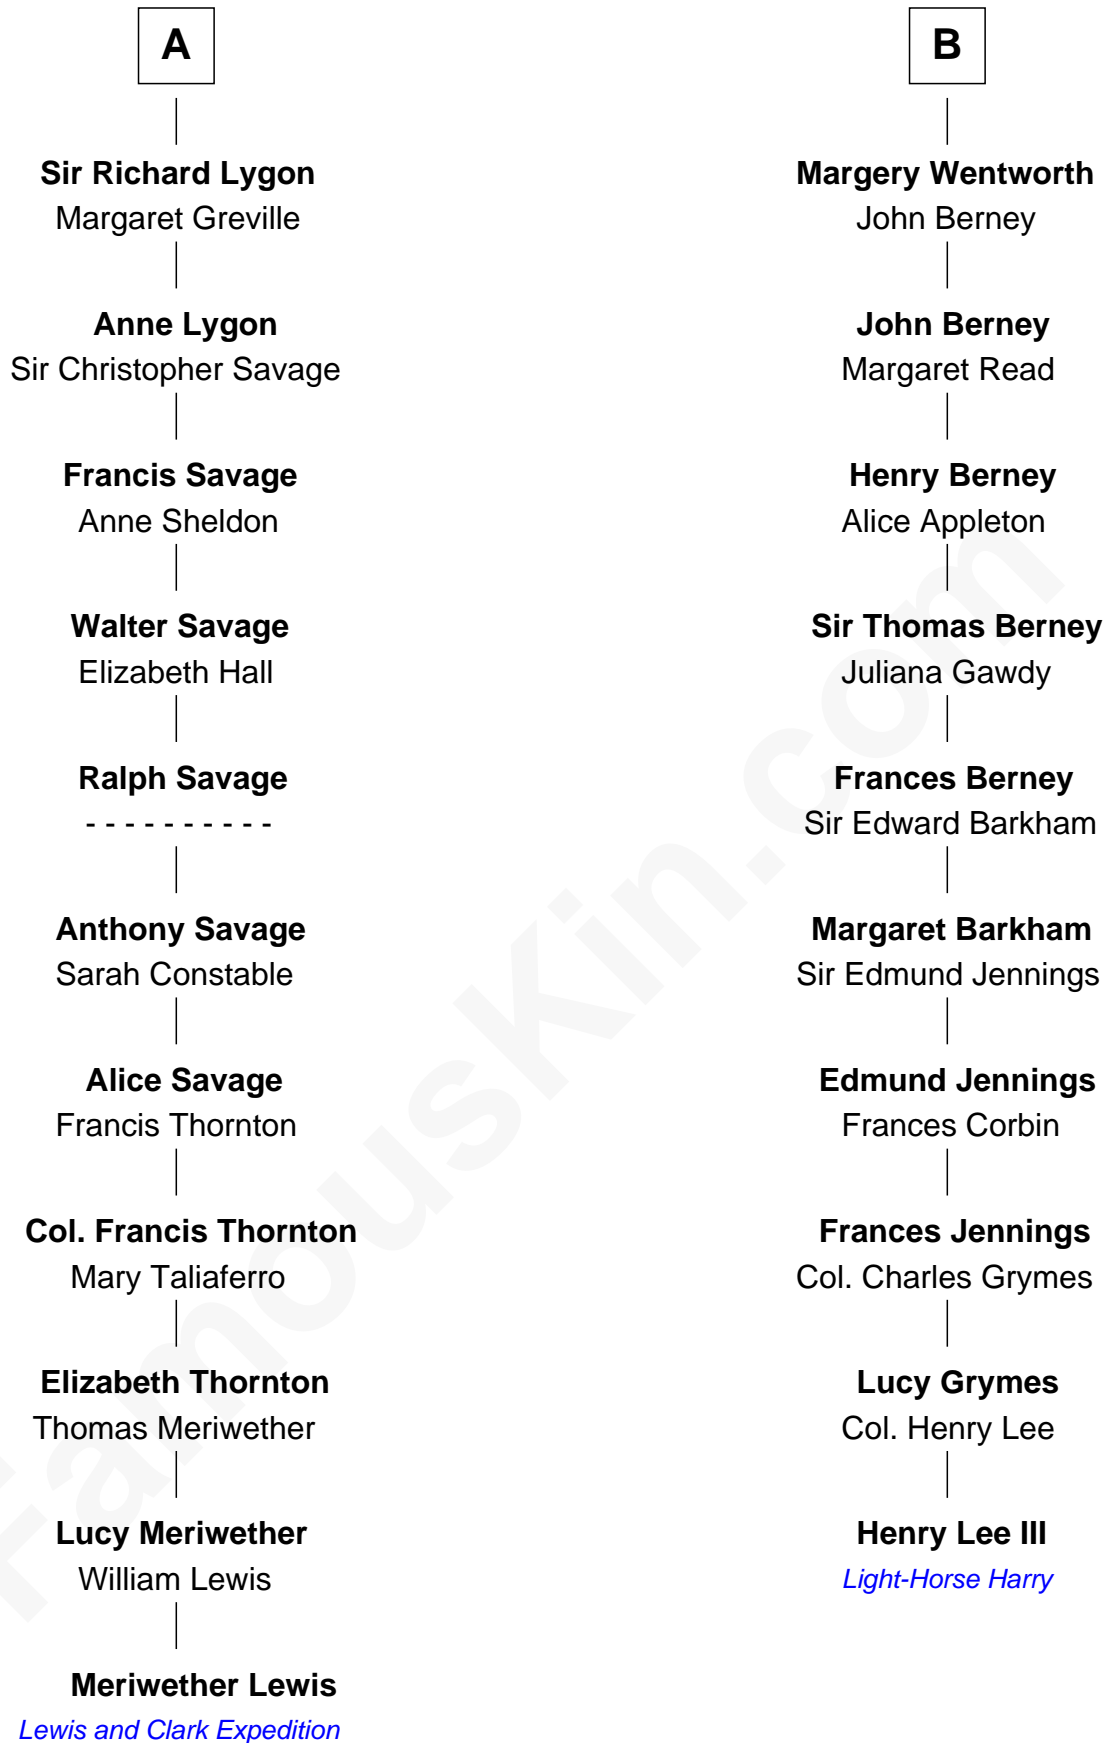 A
Sir Richard Lygon
Margaret Greville
Anne Lygon
Sir Christopher Savage
Francis Savage
Anne Sheldon
Walter Savage
Elizabeth Hall
Ralph Savage
- - - - - - - - - -
Anthony Savage
Sarah Constable
Alice Savage
Francis Thornton
Col. Francis Thornton
Mary Taliaferro
Elizabeth Thornton
Thomas Meriwether
Lucy Meriwether
William Lewis
Meriwether Lewis
Lewis and Clark Expedition
B
Margery Wentworth
John Berney
John Berney
Margaret Read
Henry Berney
Alice Appleton
Sir Thomas Berney
Juliana Gawdy
Frances Berney
Sir Edward Barkham
Margaret Barkham
Sir Edmund Jennings
Edmund Jennings
Frances Corbin
Frances Jennings
Col. Charles Grymes
Lucy Grymes
Col. Henry Lee
Henry Lee III
Light-Horse Harry
FamousKin.com